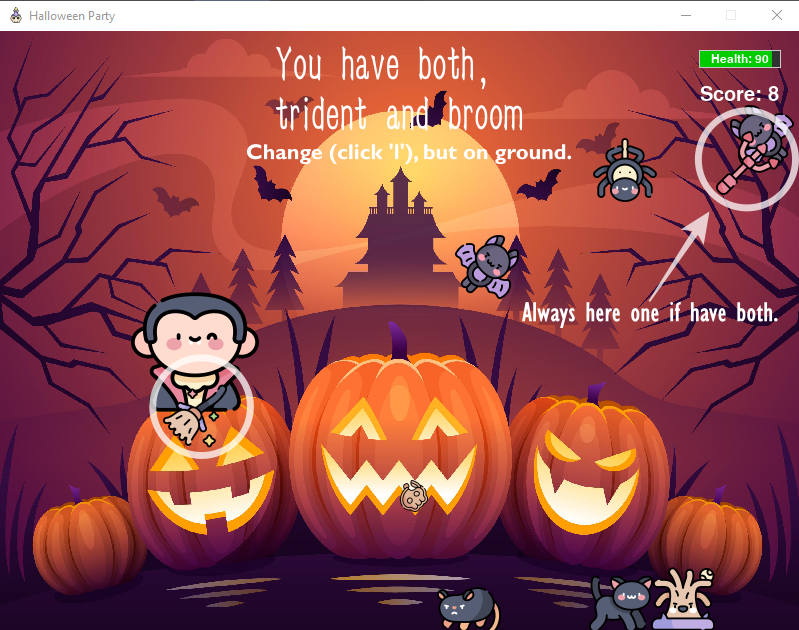 Halloween Party
You have both,
trident and broom
Change (click 'l'), but on ground.
Health: 90
Score: 8
Always here one if have both.